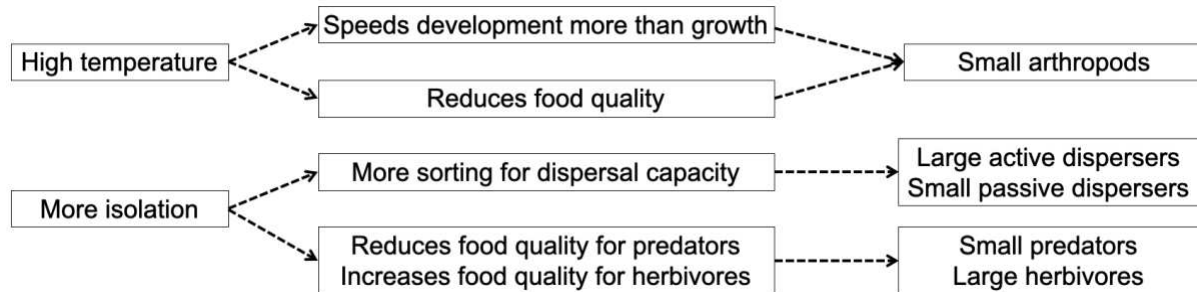 Speeds development more than growth
High temperature
Small arthropods
Reduces food quality
More sorting for dispersal capacity
Large active dispersers
Small passive dispersers
More isolation
Reduces food quality for predators
Increases food quality for herbivores
Small predators
Large herbivores